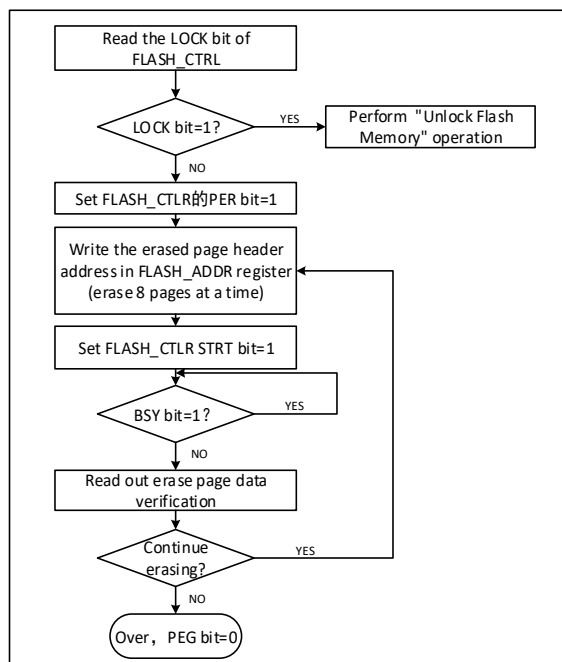 Read the LOCK bit of
FLASH_CTRL
LOCK bit=1?
YES
Perform "Unlock Flash
Memory" operation
NO
Set FLASH_CTLR的PER bit=1
Write the erased page header
address in FLASH_ADDR register
(erase 8 pages at a time)
Set FLASH_CTLR STRT bit=1
BSY bit=1?
YES
NO
Read out erase page data
verification
Continue
erasing?
YES
NO
Over，PEG bit=0